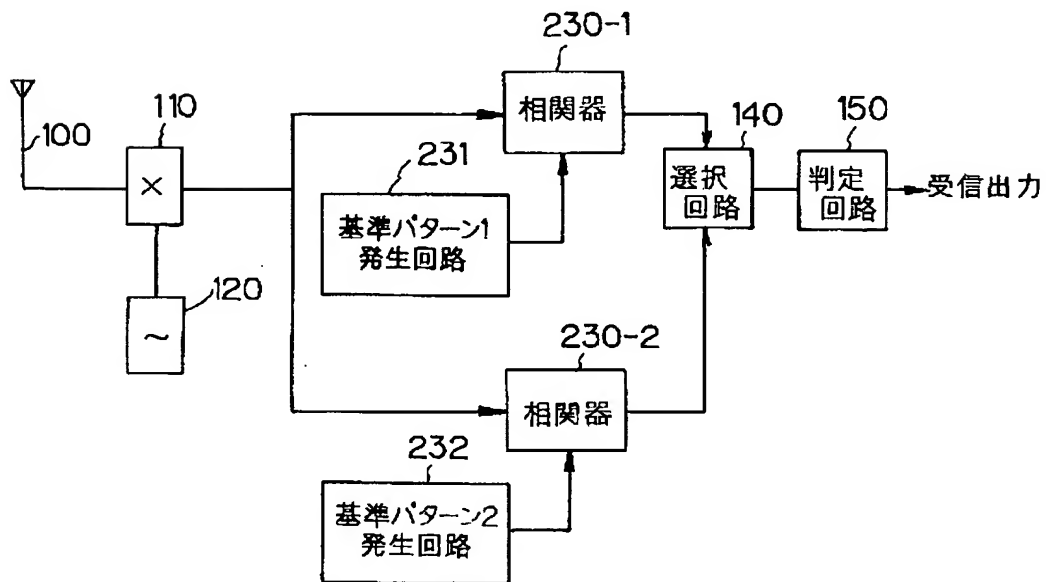 230-1
相関器
110
100
×
231
基準パターン1
発生回路
140
選択
回路
150
判定
回路
受信出力
120
~
230-2
相関器
232
基準パターン2
発生回路